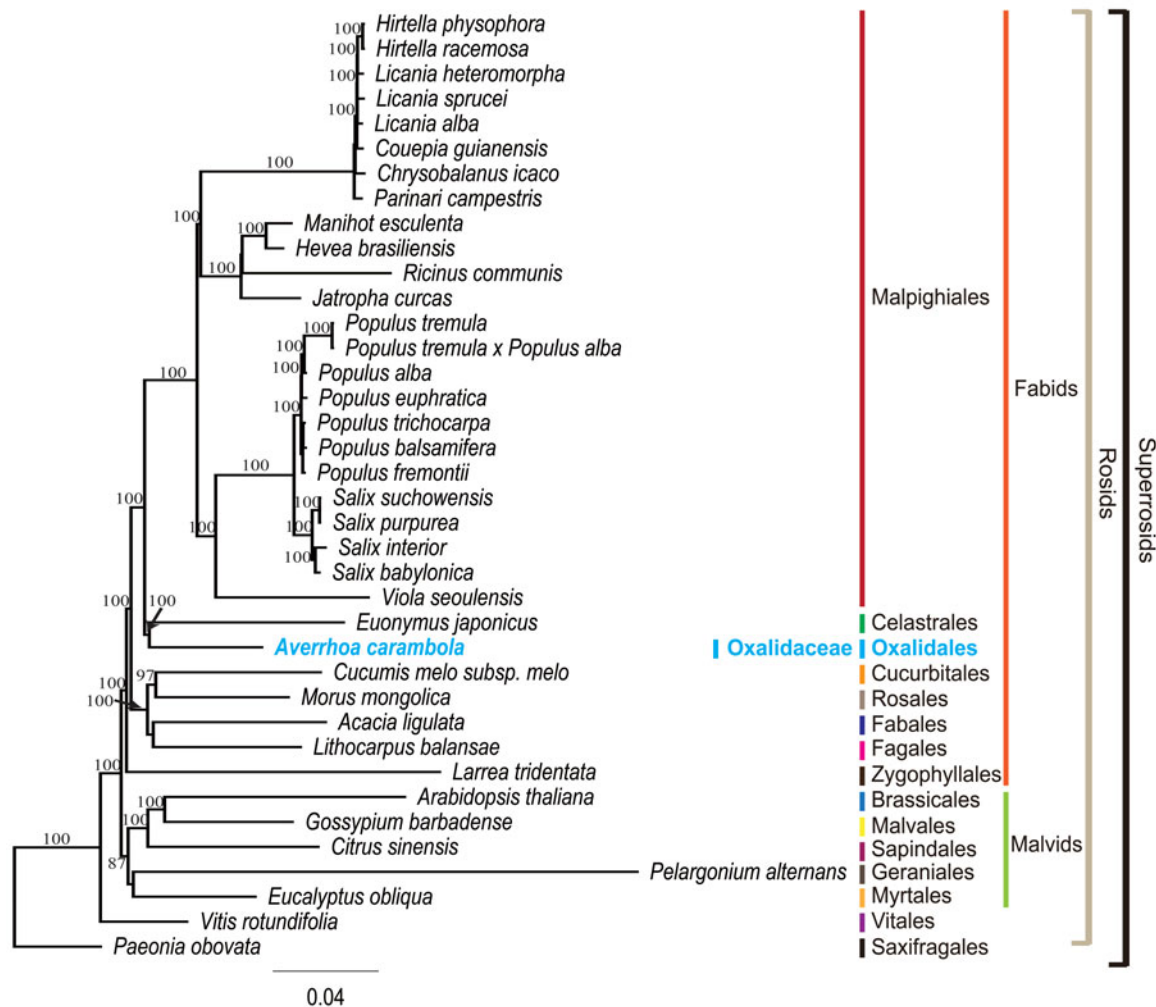 100
Hirtella physophora
100
Hirtella racemosa
100
Licania heteromorpha
Licania sprucei
100
Licania alba
Couepia guianensis
100
Chrysobalanus icaco
Parinari campestris
100
Manihot esculenta
100
Hevea brasiliensis
100
Ricinus communis
Jatropha curcas
Malpighiales
Populus tremula
100
Populus tremula x Populus alba
100
100
Populus alba
100
Populus euphratica
Fabids
100
Populus trichocarpa
Populus balsamifera
100
Populus fremontii
100
Salix suchowensis
100
Salix purpurea
100
100
Salix interior
100
Salix babylonica
Viola seoulensis
100
100
Euonymus japonicus
Celastrales
Averrhoa carambola
Oxalidaceae
Oxalidales
97
Cucumis melo subsp. melo
Cucurbitales
100
100
Morus mongolica
Rosales
Acacia ligulata
Fabales
Lithocarpus balansae
Fagales
100
Larrea tridentata
Zygophyllales
100
Arabidopsis thaliana
Brassicales
100
Gossypium barbadense
Malvales
100
Citrus sinensis
Sapindales
Malvids
87
Pelargonium alternans
Geraniales
Eucalyptus obliqua
Myrtales
Vitis rotundifolia
Vitales
Paeonia obovata
Saxifragales
Rosids
Superrosids
0.04